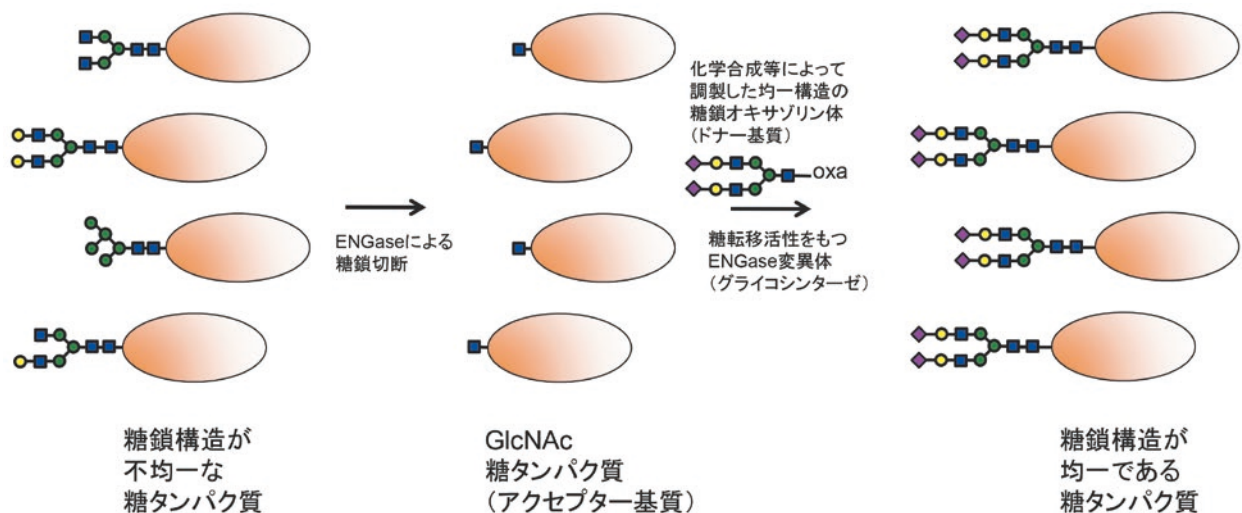 化学合成等によって
調製した均一構造の
糖鎖オキサゾリン体
(ドナー基質)
oxa
ENGaseによる
糖鎖切断
糖転移活性をもつ
ENGase変異体
(グライコシンターゼ)
糖鎖構造が
不均一な
糖タンパク質
GlcNAc
糖タンパク質
(アクセプター基質)
糖鎖構造が
均一である
糖タンパク質